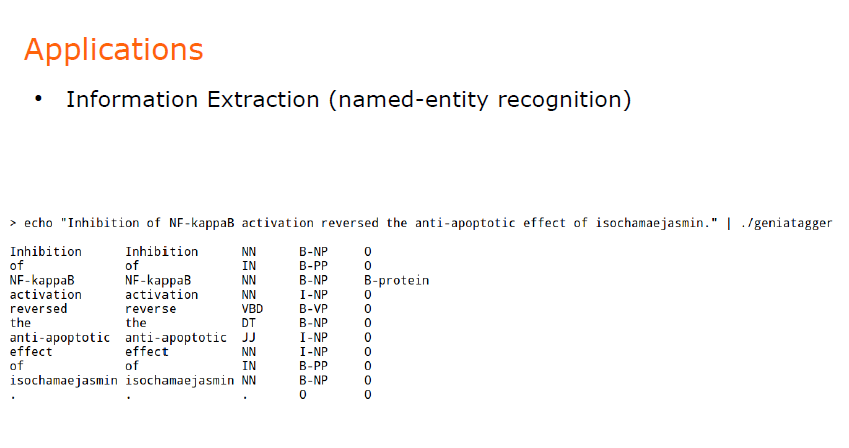 Applications
• Information Extraction (named-entity recognition)
> echo "Inhibition of NF-kappaB activation reversed the anti-apoptotic effect of isochamaejasmin." | ./geniatagger
Inhibition Inhibition NN B-NP O
of of IN B-PP O
NF-kappaB NF-kappaB NN B-NP B-protein
activation activation NN I-NP O
reversed reverse VBD B-VP O
the the DT B-NP O
anti-apoptotic anti-apoptotic JJ I-NP O
effect effect NN I-NP O
of of IN B-PP O
isochamaejasmin isochamaejasmin NN B-NP O
. . . O O